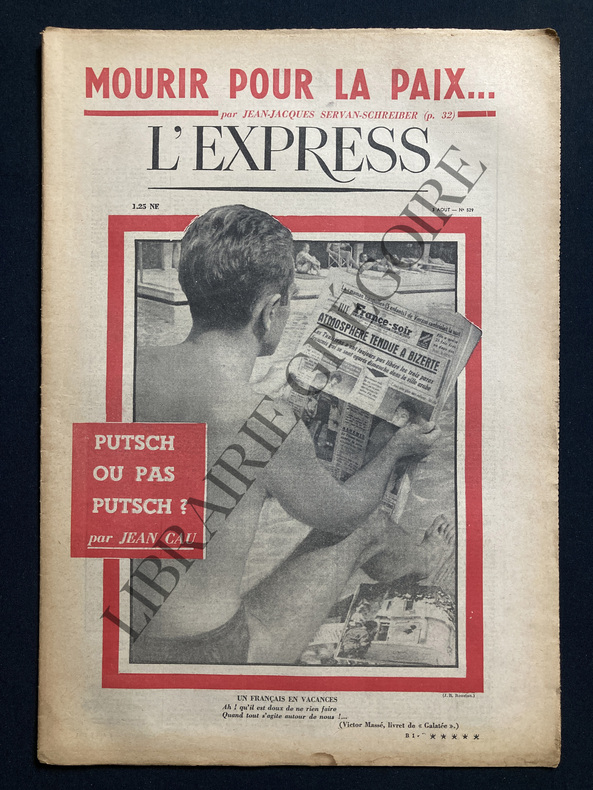 MOURIR POUR LA PAIX...
par JEAN-JACQUES SERVAN-SCHREIBER (p. 32)
L'EXPRESS
1.25 NF
AOUT — N° 529
France-soir
ATMOSPHÈRE TENDUE A BIZERTE
PUTSCH
OU PAS
PUTSCH ?
par JEAN CAU
LIBRAIRIE GREGOIRE
UN FRANÇAIS EN VACANCES
Ah ! qu'il est doux de ne rien faire
Quand tout s'agite autour de nous !...
(Victor Massé, livret de « Galatée ».)
★ ★ ★ ★ ★